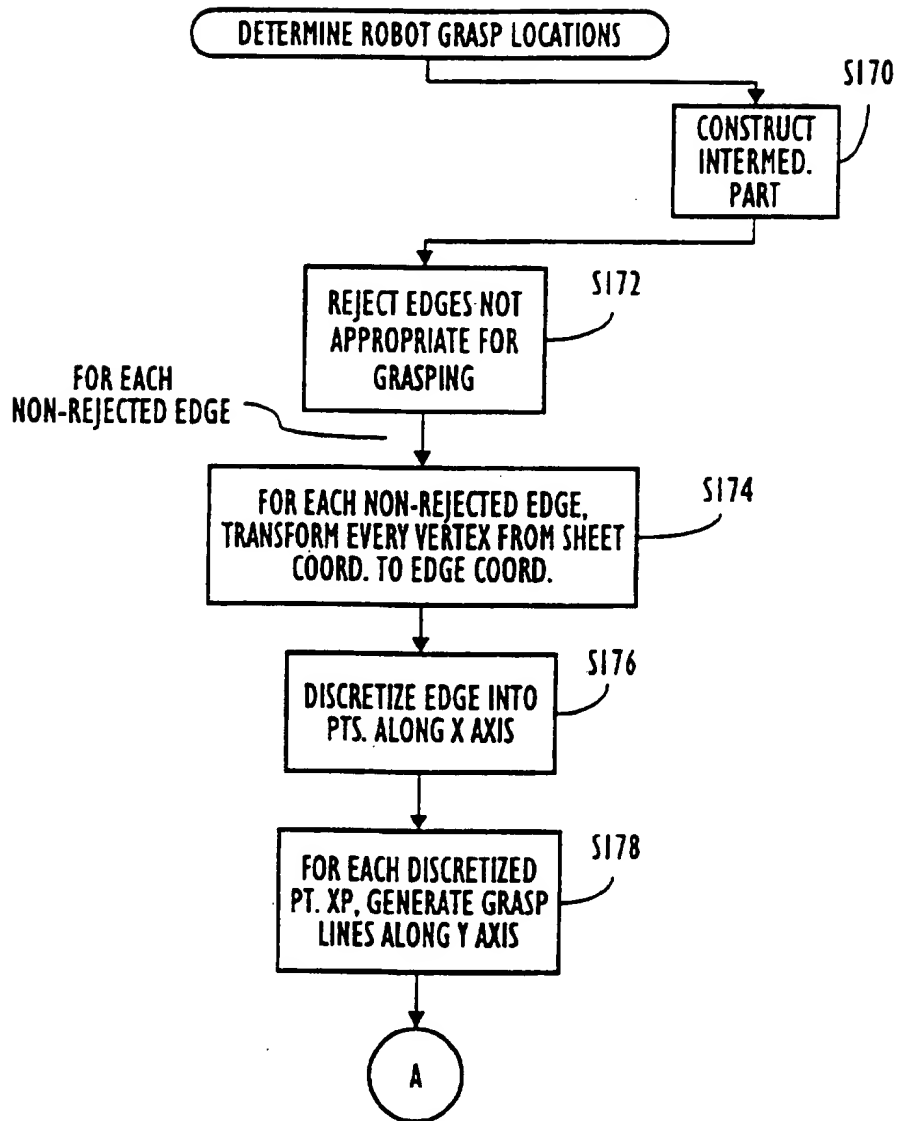 DETERMINE ROBOT GRASP LOCATIONS
S170
CONSTRUCT
INTERMED.
PART
S172
REJECT EDGES NOT
APPROPRIATE FOR
GRASPING
FOR EACH
NON-REJECTED EDGE
S174
FOR EACH NON-REJECTED EDGE,
TRANSFORM EVERY VERTEX FROM SHEET
COORD. TO EDGE COORD.
S176
DISCRETIZE EDGE INTO
PTS. ALONG X AXIS
S178
FOR EACH DISCRETIZED
PT. XP, GENERATE GRASP
LINES ALONG Y AXIS
A